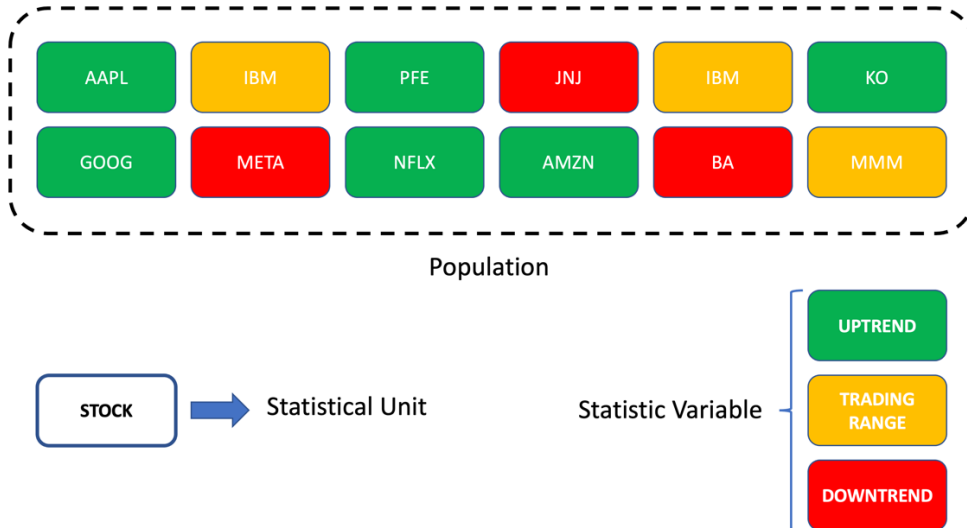 AAPL IBM PFE JNJ IBM KO
GOOG META NFLX AMZN BA MMM
Population
UPTREND
STOCK
Statistical Unit
Statistic Variable
TRADING
RANGE
DOWNTREND